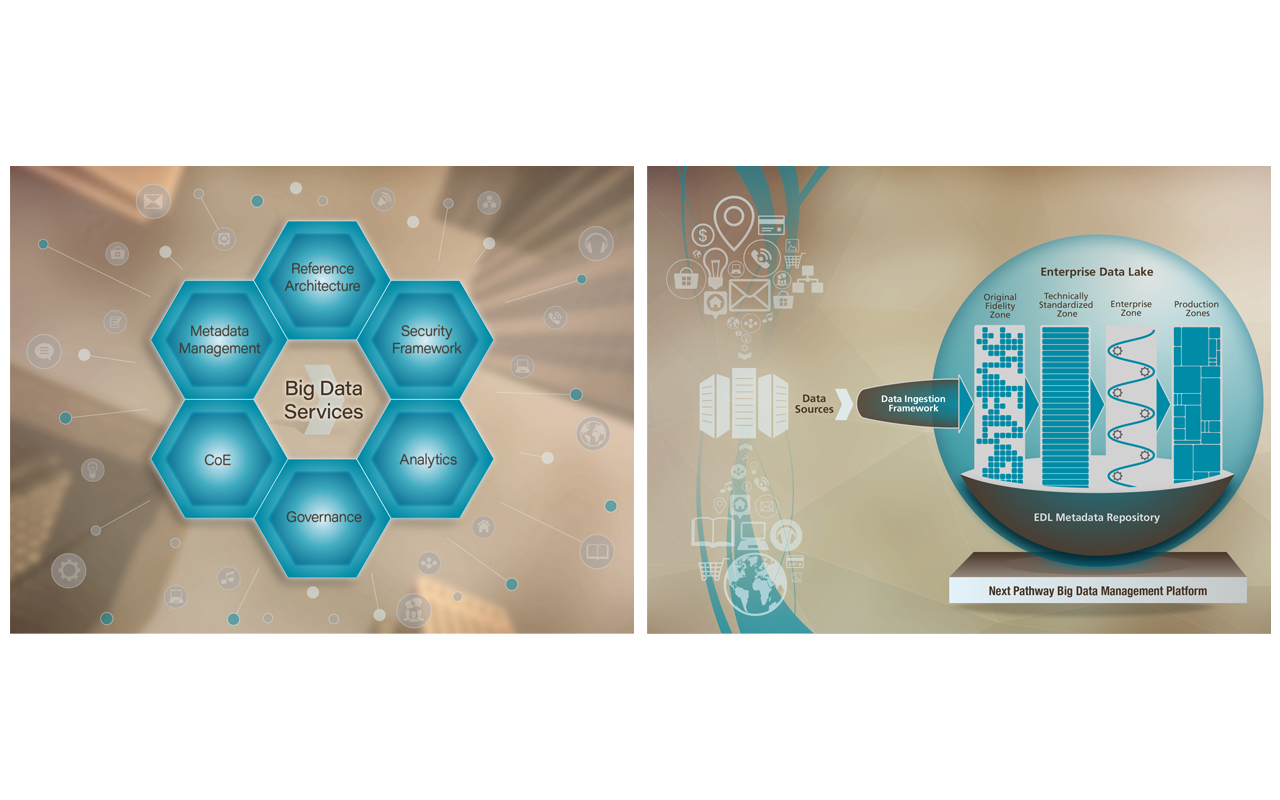 Reference
Architecture
Metadata
Management
Security
Framework
Big Data
Services
CoE
Analytics
Governance
Enterprise Data Lake
Original
Fidelity
Zone
Technically
Standardized
Zone
Enterprise
Zone
Production
Zones
Data
Sources
Data Ingestion
Framework
EDL Metadata Repository
Next Pathway Big Data Management Platform